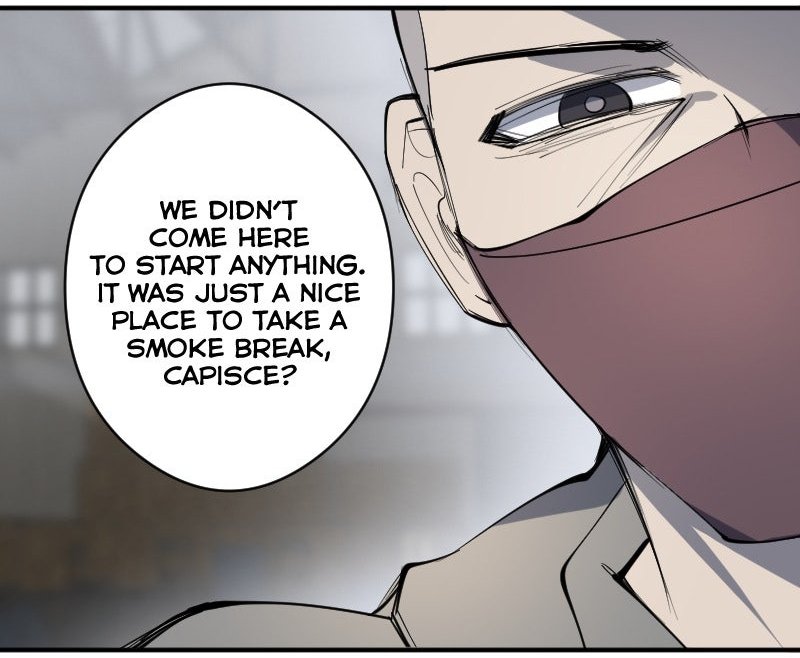 WE DIDN'T
COME HERE
TO START ANYTHING.
IT WAS JUST A NICE
PLACE TO TAKE A
SMOKE BREAK,
CAPISCE?